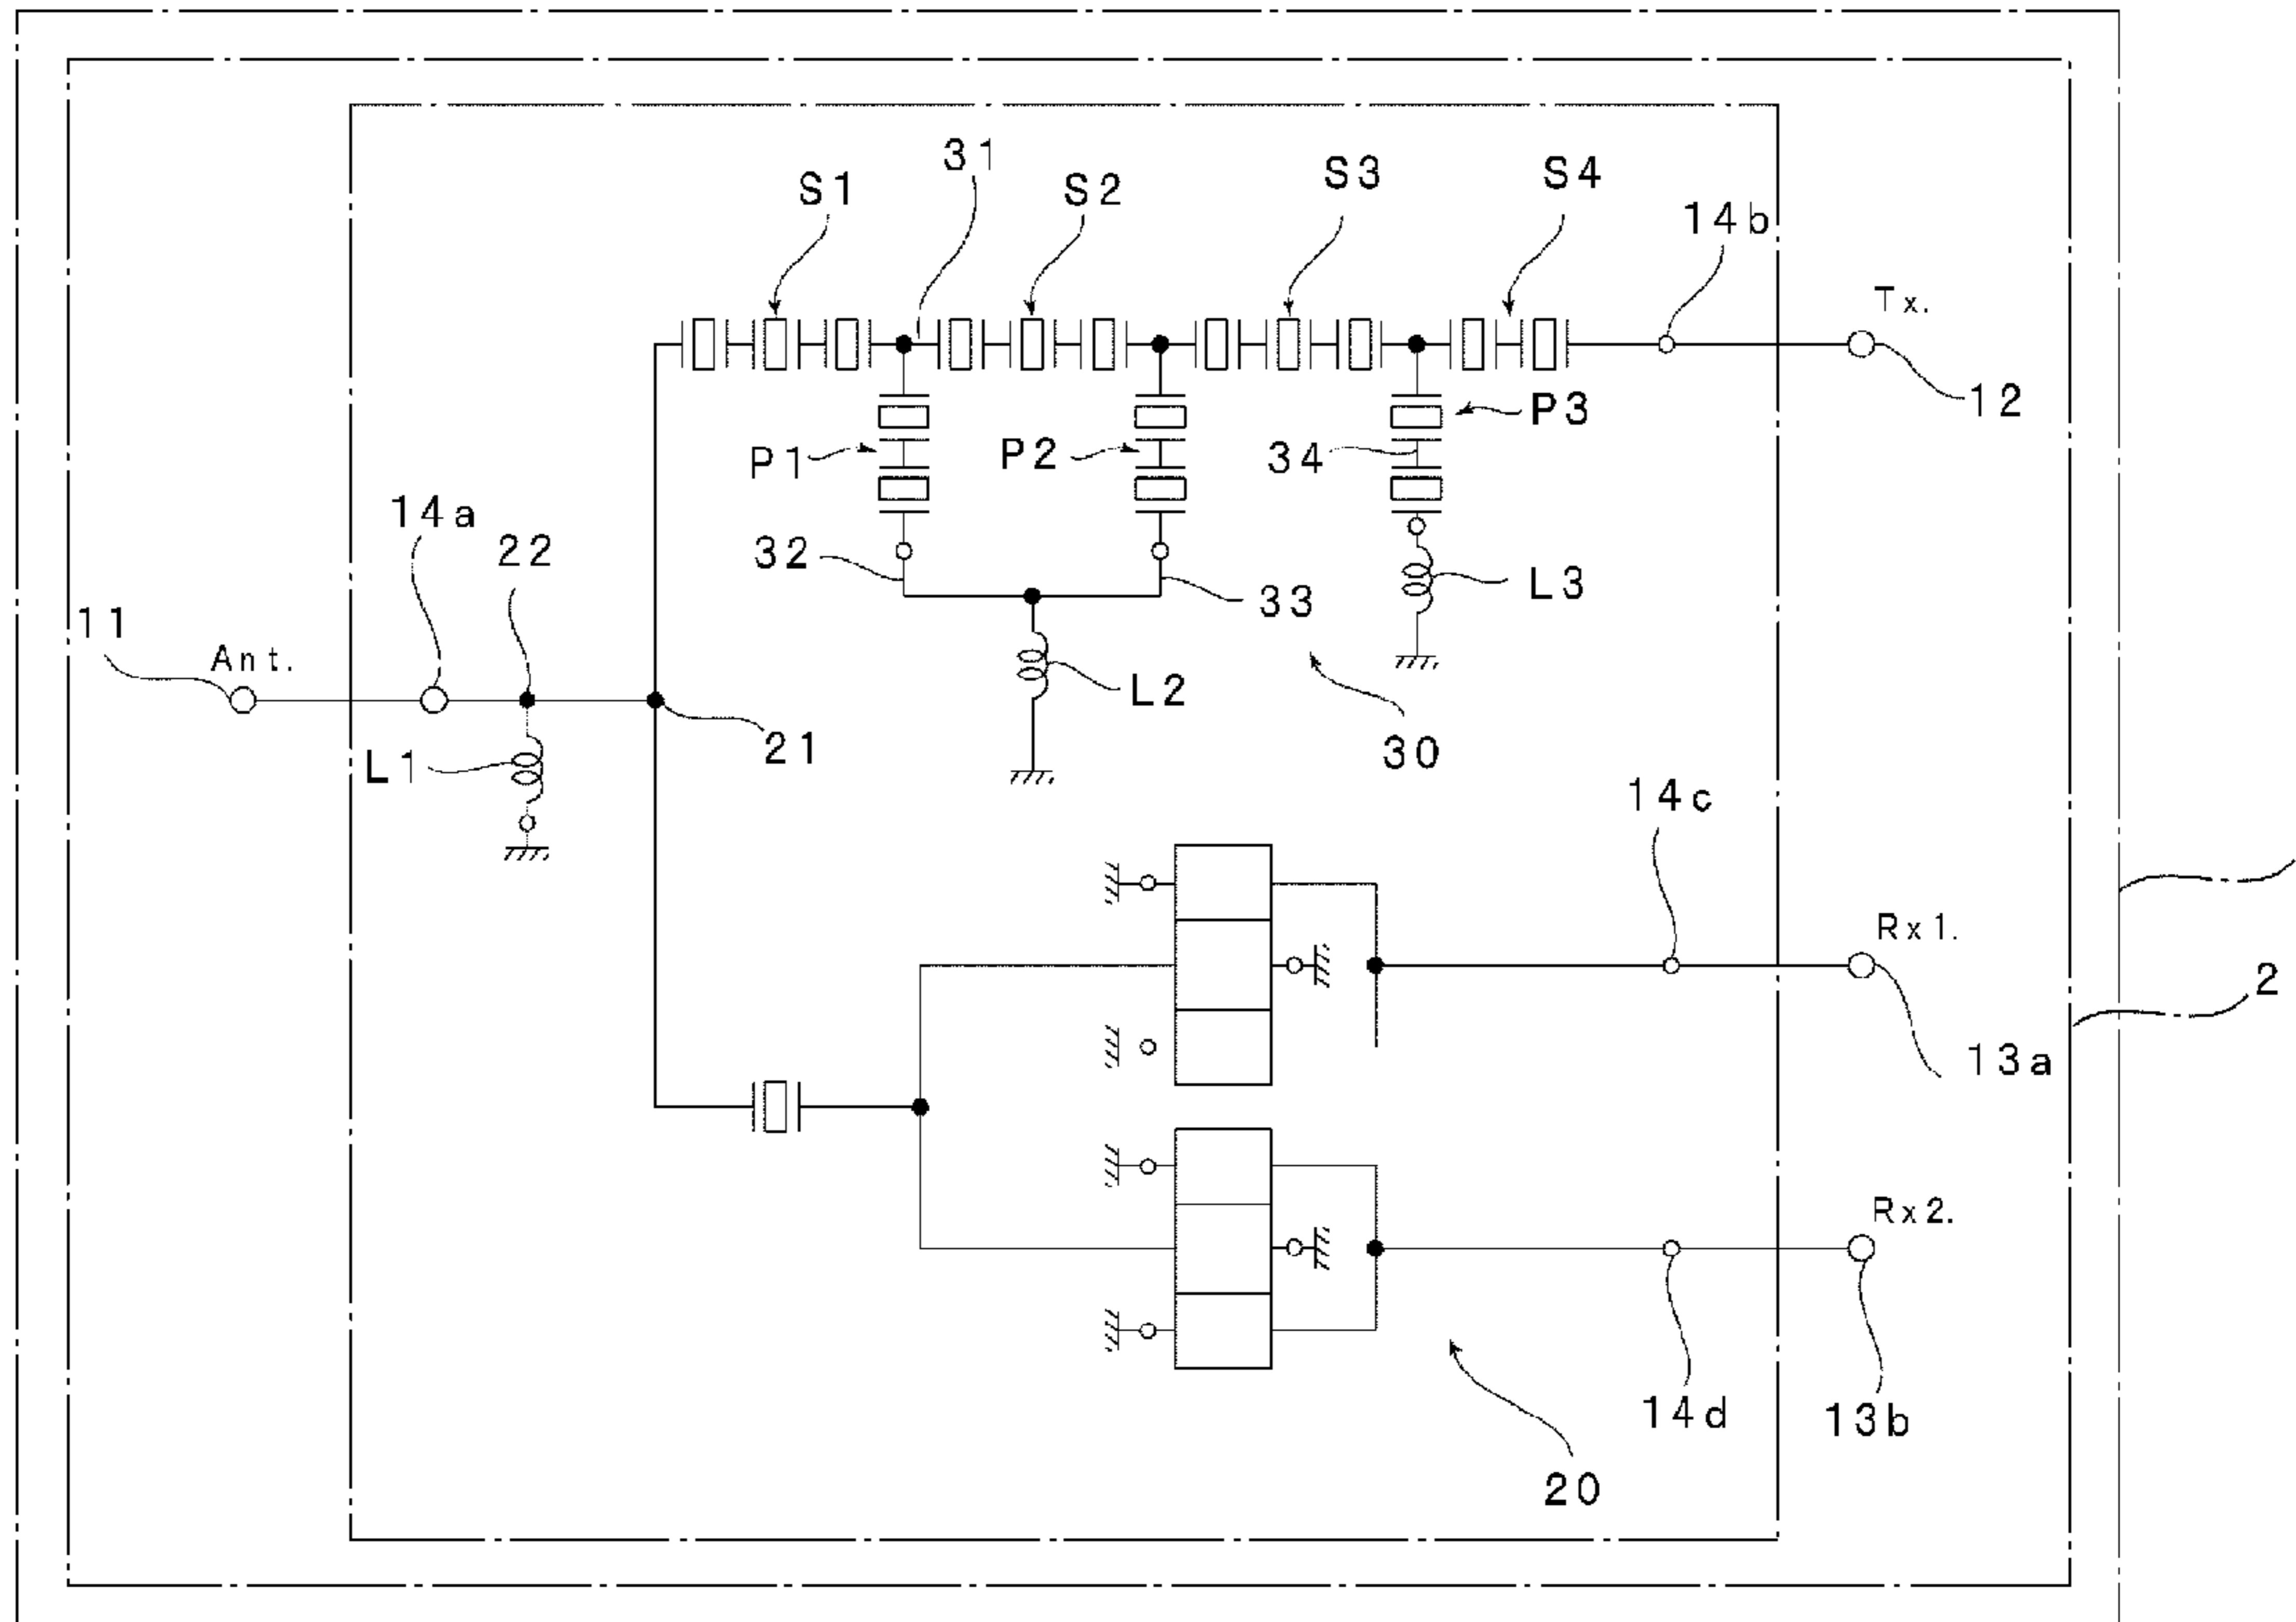 31
S1
S2
S3
S4
14b
Tx.
12
P1
P2
P3
34
14a
22
32
33
L3
11
Ant.
L2
L1
21
30
14c
Rx1.
2
13a
Rx2.
14d
13b
20